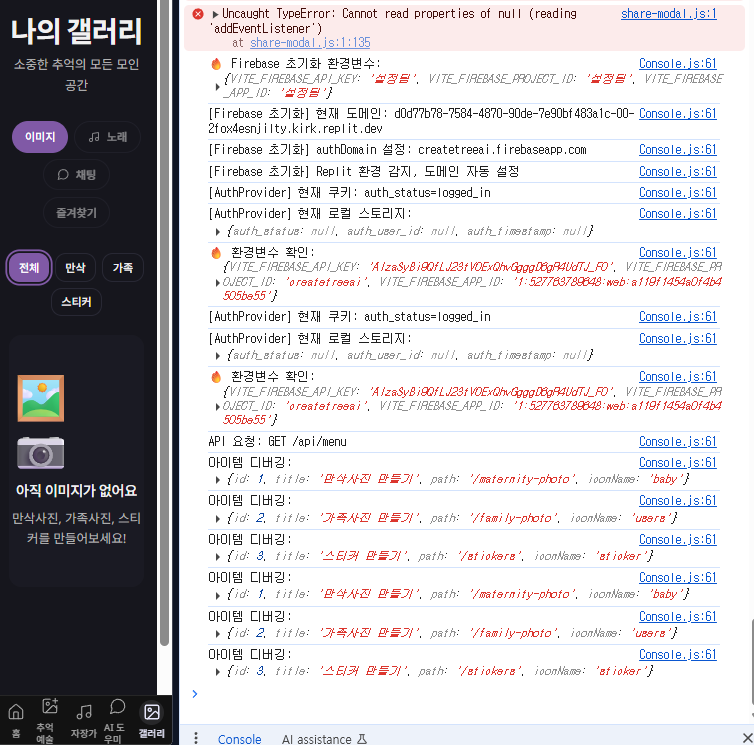 나의 갤러리
소중한 추억의 모든 모인
공간
이미지
노래
채팅
즐겨찾기
전체
만삭
가족
스티커
아직 이미지가 없어요
만삭사진, 가족사진, 스티
커를 만들어보세요!
홈
추억
예술
자장가
AI 도
우미
갤러리
Uncaught TypeError: Cannot read properties of null (reading share-modal.js:1
'addEventListener')
at share-modal.js:1:135
Firebase 초기화 환경변수: Console.js:61
{VITE_FIREBASE_API_KEY: '설정됨', VITE_FIREBASE_PROJECT_ID: '설정됨', VITE_FIREBASE
_APP_ID: '설정됨'}
[Firebase 초기화] 현재 도메인: d0d77b78-7584-4870-90de-7e90bf483a1c-00- Console.js:61
2fox4esnjilty.kirk.replit.dev
[Firebase 초기화] authDomain 설정: createtreeai.firebaseapp.com Console.js:61
[Firebase 초기화] Replit 환경 감지, 도메인 자동 설정 Console.js:61
[AuthProvider] 현재 쿠키: auth_status=logged_in Console.js:61
[AuthProvider] 현재 로컬 스토리지: Console.js:61
{auth_status: null, auth_user_id: null, auth_timestamp: null}
환경변수 확인: Console.js:61
{VITE_FIREBASE_API_KEY: VITE_FIREBASE_PR
OJECT_ID: 'createtreeai', VITE_FIREBASE_APP_ID: '1:527763789648:web:a119f1454a0f4b4
505be55'}
[AuthProvider] 현재 쿠키: auth_status=logged_in Console.js:61
[AuthProvider] 현재 로컬 스토리지: Console.js:61
{auth_status: null, auth_user_id: null, auth_timestamp: null}
환경변수 확인: Console.js:61
{VITE_FIREBASE_API_KEY: VITE_FIREBASE_PR
OJECT_ID: 'createtreeai', VITE_FIREBASE_APP_ID: '1:527763789648:web:a119f1454a0f4b4
505be55'}
API 요청: GET /api/menu Console.js:61
아이템 디버깅: Console.js:61
{id: 1, title: '만삭사진 만들기', path: '/maternity-photo', iconName: 'baby'}
아이템 디버깅: Console.js:61
{id: 2, title: '가족사진 만들기', path: '/family-photo', iconName: 'users'}
아이템 디버깅: Console.js:61
{id: 3, title: '스티커 만들기', path: '/stickers', iconName: 'sticker'}
아이템 디버깅: Console.js:61
{id: 1, title: '만삭사진 만들기', path: '/maternity-photo', iconName: 'baby'}
아이템 디버깅: Console.js:61
{id: 2, title: '가족사진 만들기', path: '/family-photo', iconName: 'users'}
아이템 디버깅: Console.js:61
{id: 3, title: '스티커 만들기', path: '/stickers', iconName: 'sticker'}
Console
AI assistance